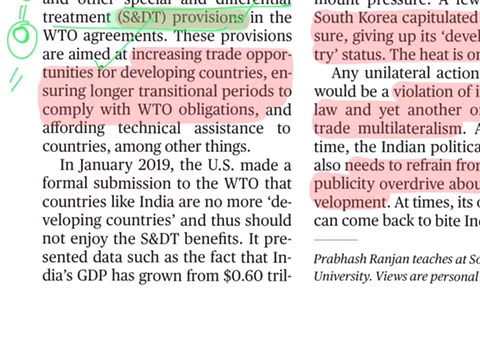 and other special and differential
treatment (S&DT) provisions in the
WTO agreements. These provisions
are aimed at increasing trade oppor-
tunities for developing countries, en-
suring longer transitional periods to
comply with WTO obligations, and
affording technical assistance to
countries, among other things.
In January 2019, the U.S. made a
formal submission to the WTO that
countries like India are no more ‘de-
veloping countries’ and thus should
not enjoy the S&DT benefits. It pre-
sented data such as the fact that In-
dia’s GDP has grown from $0.60 tril-
mount pressure. A few
South Korea capitulated
sure, giving up its ‘devel
try’ status. The heat is on
Any unilateral action
would be a violation of i
law and yet another
trade multilateralism. A
time, the Indian politica
also needs to refrain from
publicity overdrive abou
velopment. At times, its
can come back to bite In
Prabhash Ranjan teaches at So
University. Views are personal